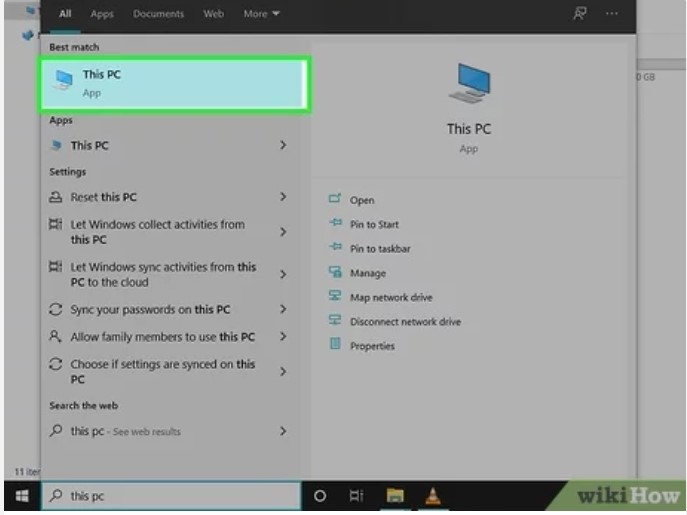 All Apps Documents Web More
Best match
This PC
App
Apps
This PC
Settings
Reset this PC
Let Windows collect activities from
this PC
Let Windows sync activities from this
PC to the cloud
Sync your passwords on this PC
Allow family members to use this PC
Choose if settings are synced on this
PC
Search the web
this pc - See web results
This PC
App
Open
Pin to Start
Pin to taskbar
Manage
Map network drive
Disconnect network drive
Properties
0 GB
11 iter
this pc
wikiHow